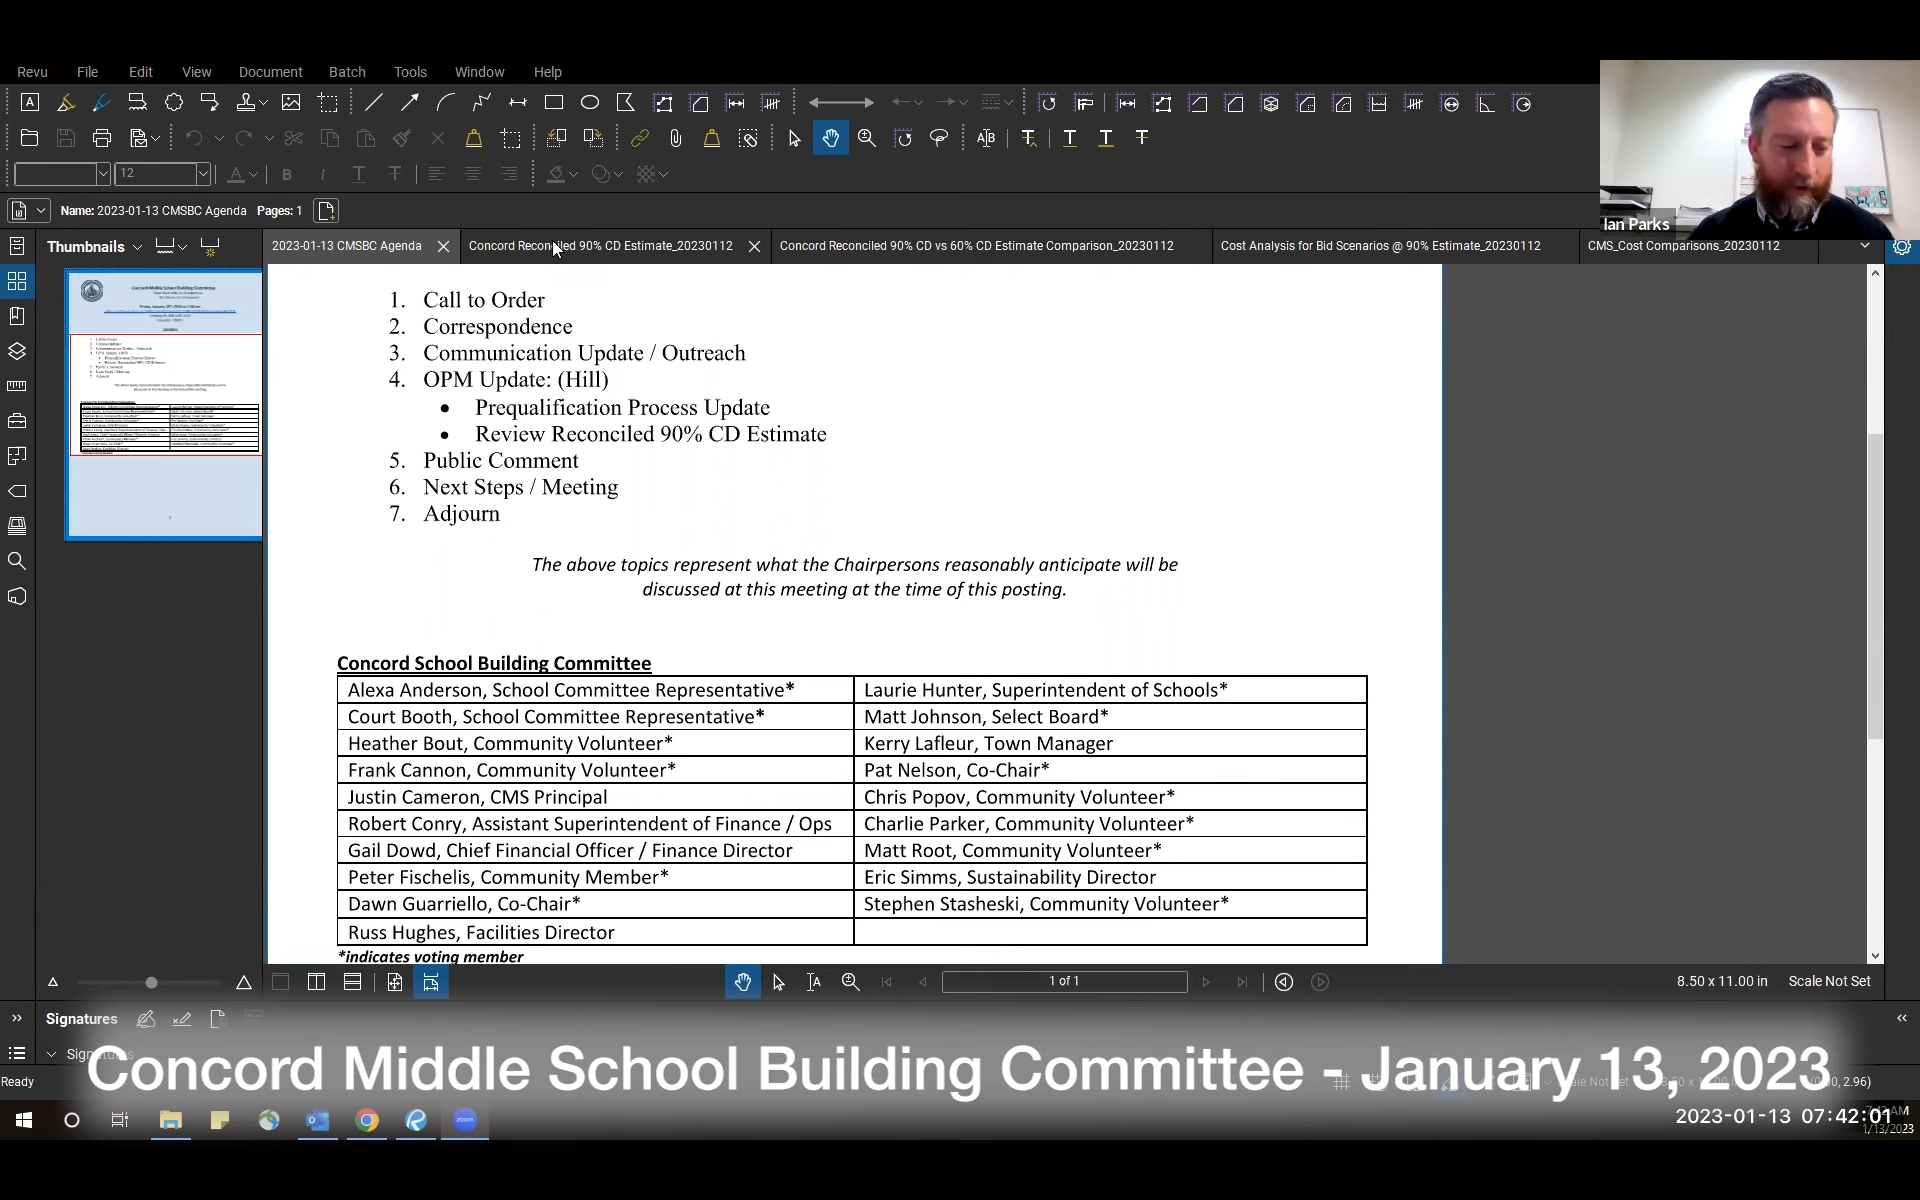 Revu File Edit View Document Batch Tools Window Help
12
Name: 2023-01-13 CMSBC Agenda Pages: 1
Ian Parks
Thumbnails
2023-01-13 CMSBC Agenda
Concord Reconciled 90% CD Estimate_20230112
Concord Reconciled 90% CD vs 60% CD Estimate Comparison_20230112
Cost Analysis for Bid Scenarios @ 90% Estimate_20230112
CMS_Cost Comparisons_20230112
1. Call to Order
2. Correspondence
3. Communication Update / Outreach
4. OPM Update: (Hill)
• Prequalification Process Update
• Review Reconciled 90% CD Estimate
5. Public Comment
6. Next Steps / Meeting
7. Adjourn
The above topics represent what the Chairpersons reasonably anticipate will be
discussed at this meeting at the time of this posting.
Concord School Building Committee
Alexa Anderson, School Committee Representative* Laurie Hunter, Superintendent of Schools*
Court Booth, School Committee Representative* Matt Johnson, Select Board*
Heather Bout, Community Volunteer* Kerry Lafleur, Town Manager
Frank Cannon, Community Volunteer* Pat Nelson, Co-Chair*
Justin Cameron, CMS Principal Chris Popov, Community Volunteer*
Robert Conry, Assistant Superintendent of Finance / Ops Charlie Parker, Community Volunteer*
Gail Dowd, Chief Financial Officer / Finance Director Matt Root, Community Volunteer*
Peter Fischelis, Community Member* Eric Simms, Sustainability Director
Dawn Guarriello, Co-Chair* Stephen Stasheski, Community Volunteer*
Russ Hughes, Facilities Director
*indicates voting member
1 of 1
8.50 x 11.00 in Scale Not Set
Signatures
Signatures
Concord Middle School Building Committee - January 13, 2023
Ready
zoom
2023-01-13 07:42:01
1/13/2023